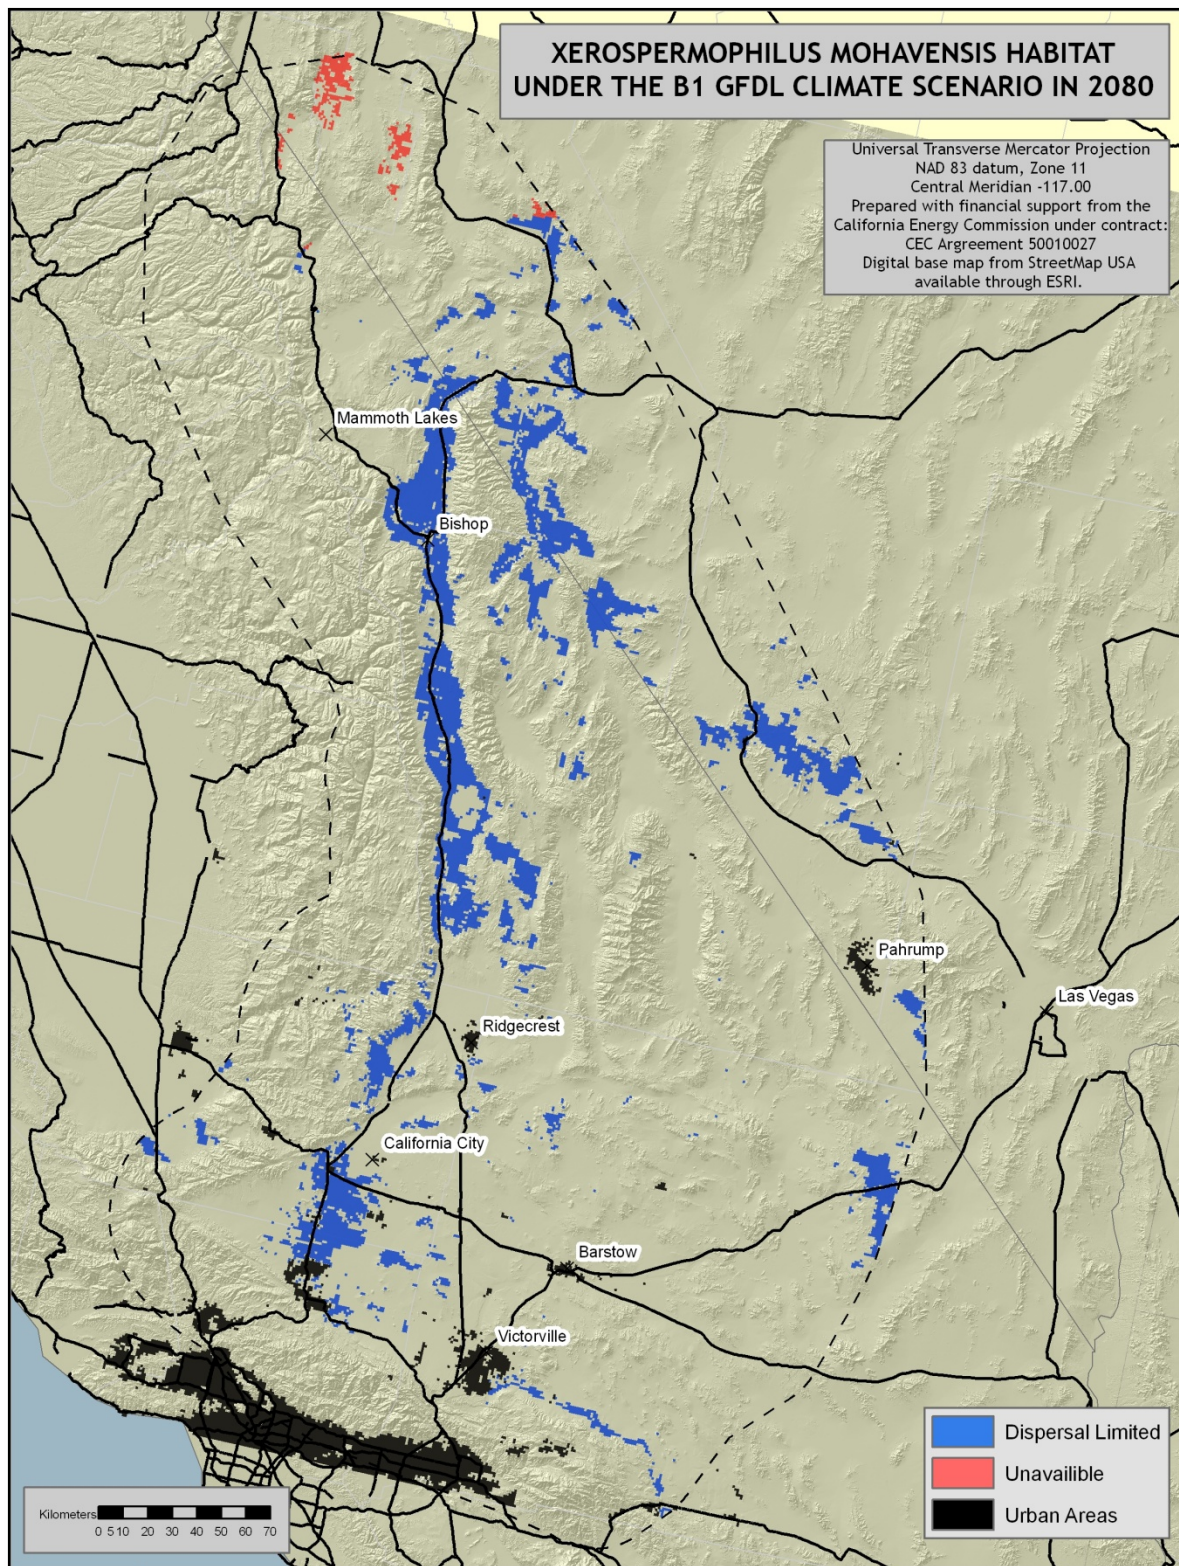 XEROSPERMOPHILUS MOHAVENSIS HABITAT
UNDER THE B1 GFDL CLIMATE SCENARIO IN 2080
Universal Transverse Mercator Projection
NAD 83 datum, Zone 11
Central Meridian -117.00
Prepared with financial support from the
California Energy Commission under contract:
CEC Argreement 50010027
Digital base map from StreetMap USA
available through ESRI.
Mammoth Lakes
Bishop
Pahrump
Las Vegas
Ridgecrest
California City
Barstow
Victorville
Dispersal Limited
Unavailible
Urban Areas
Kilometers
0 5 10 20 30 40 50 60 70